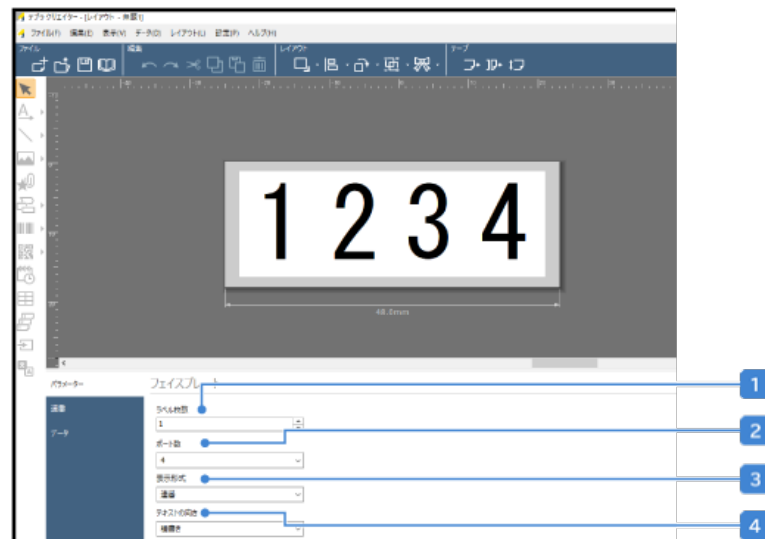 テプラクリエイター - [レイアウト - 無題1]
ファイル(F) 編集(E) 表示(V) データ(D) レイアウト(L) 設定(P) ヘルプ(H)
ファイル 編集 レイアウト テープ
1 2 3 4
48.0mm
パラメーター
連番
データ
フェイスプレート
ラベル枚数
1
ポート数
4
表示形式
連番
テキストの向き
横書き
1
2
3
4